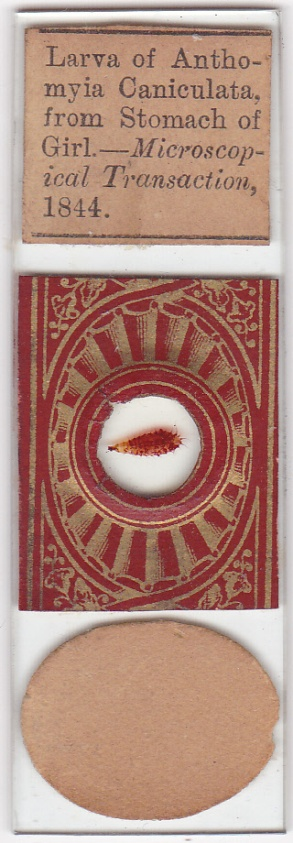 Larva of Antho-
myia Caniculata,
from Stomach of
Girl.—Microscop-
ical Transaction,
1844.